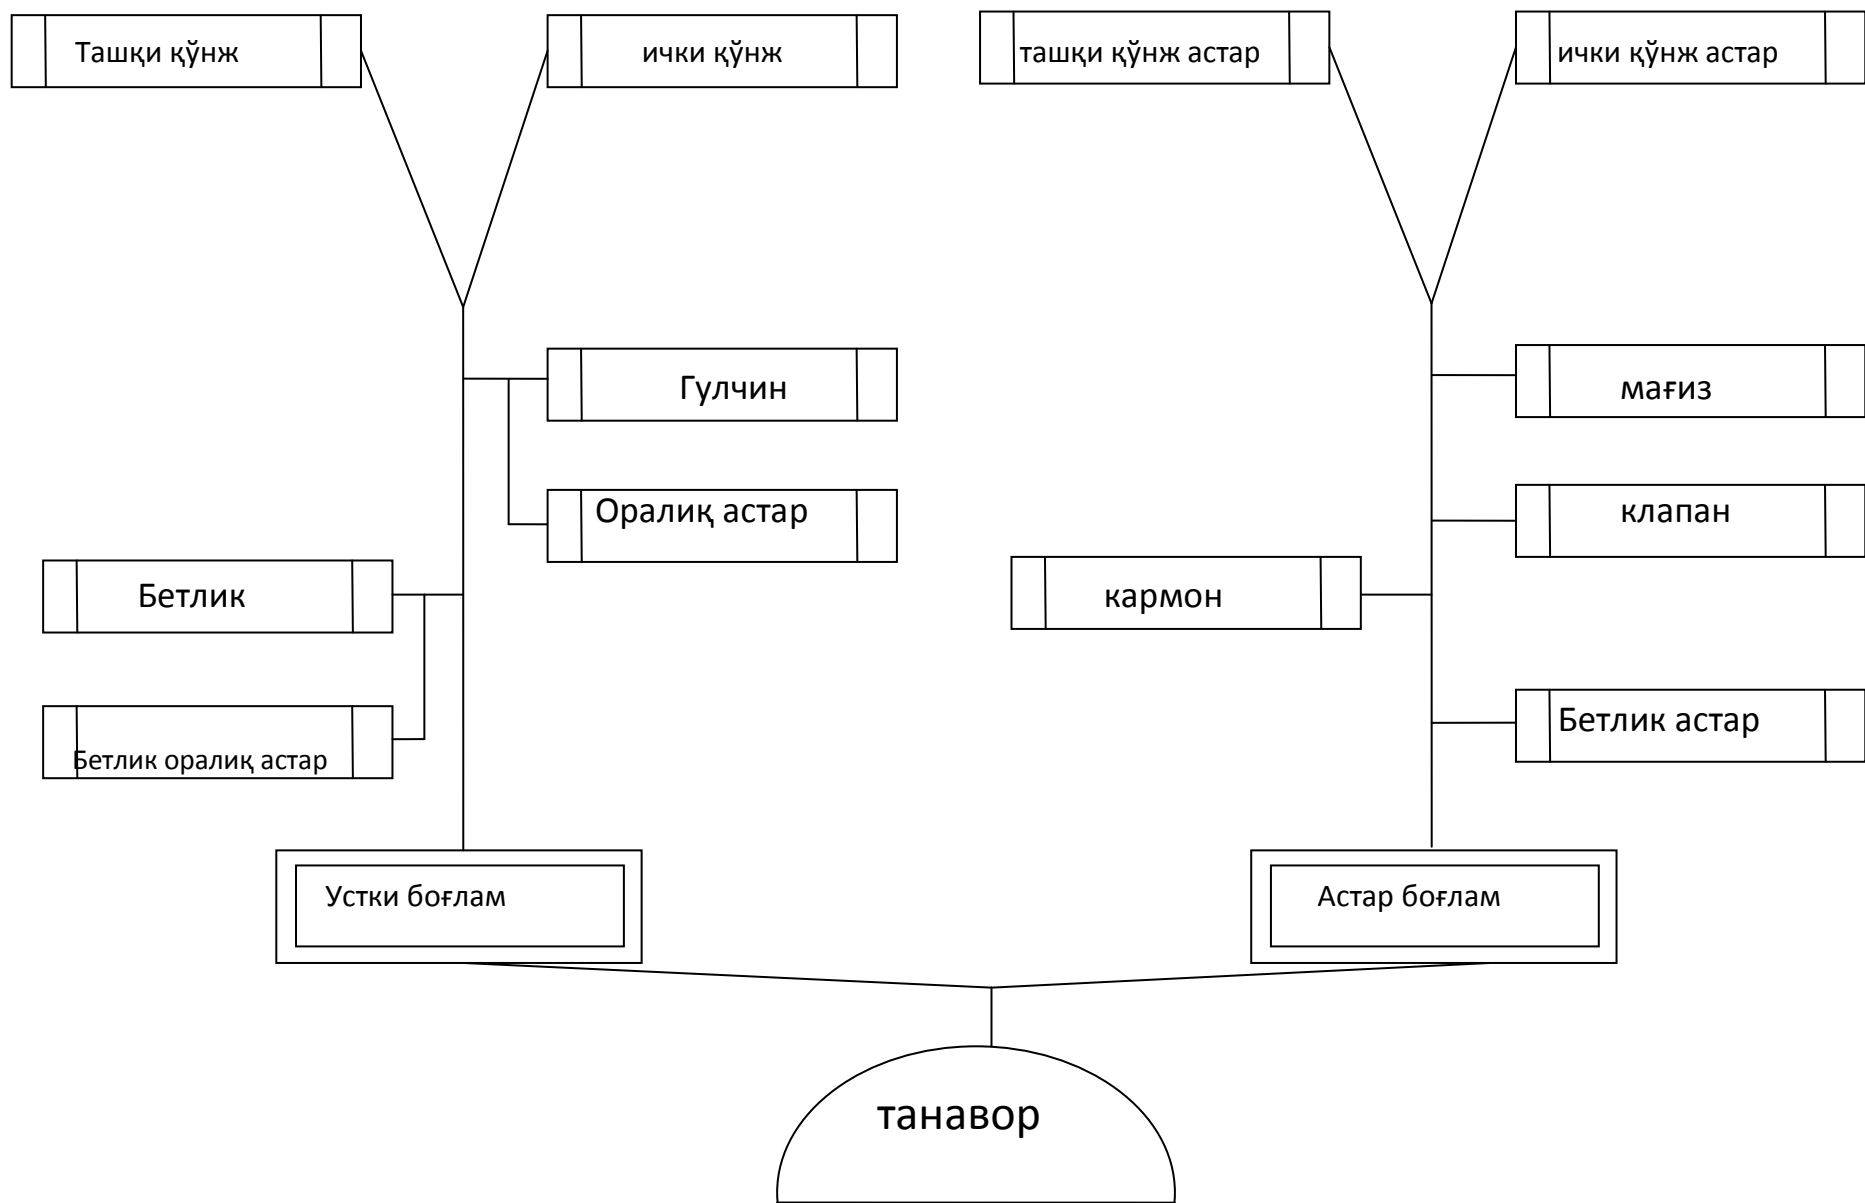 Ташқи қўнж
ички қўнж
ташқи қўнж астар
ички қўнж астар
Гулчин
мағиз
Оралиқ астар
клапан
Бетлик
кармон
Бетлик оралиқ астар
Бетлик астар
Устки боғлам
Астар боғлам
танавор